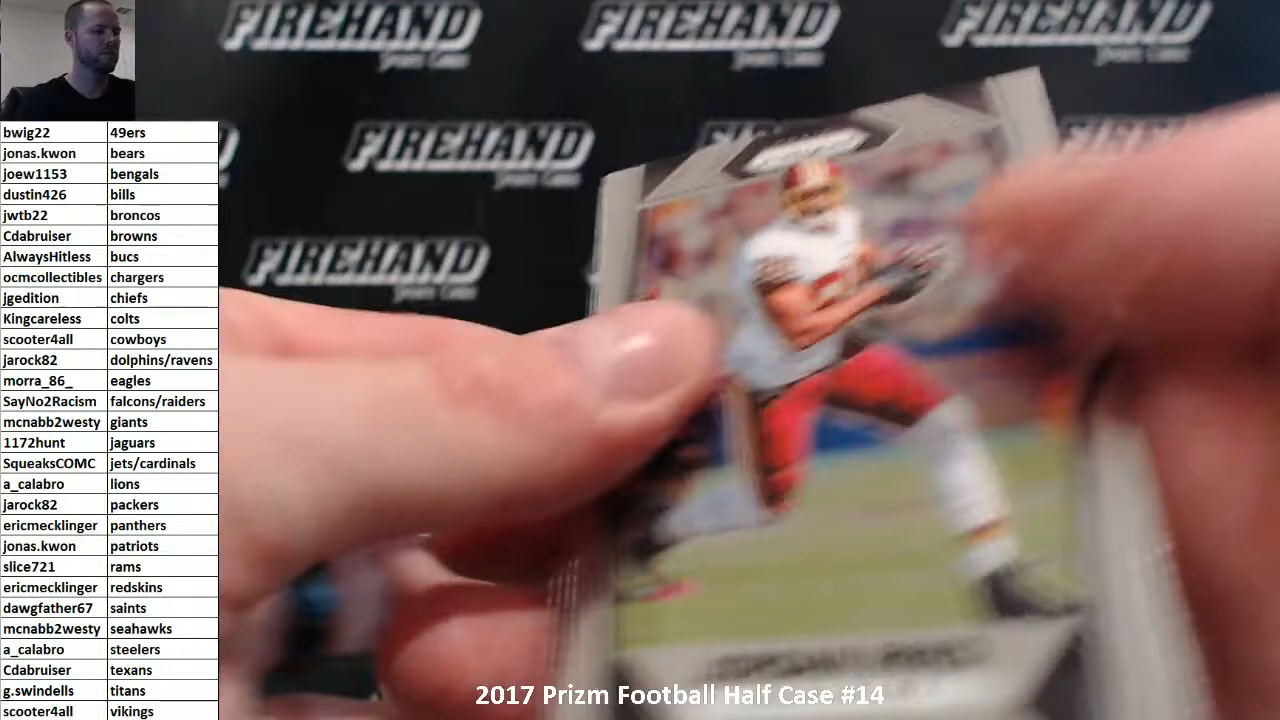 FIREHAND FIREHAND FIREHAND
FIREHAND
FIREHAND
bwig22 49ers
jonas.kwon bears
joew1153 bengals
dustin426 bills
jwtb22 broncos
Cdabruiser browns
AlwaysHitless bucs
ocmcollectibles chargers
jgedition chiefs
Kingcareless colts
scooter4all cowboys
jarock82 dolphins/ravens
morra_86_ eagles
SayNo2Racism falcons/raiders
mcnabb2westy giants
1172hunt jaguars
SqueaksCOMC jets/cardinals
a_calabro lions
jarock82 packers
ericmecklinger panthers
jonas.kwon patriots
slice721 rams
ericmecklinger redskins
dawgfather67 saints
mcnabb2westy seahawks
a_calabro steelers
Cdabruiser texans
g.swindells titans
scooter4all vikings
2017 Prizm Football Half Case #14